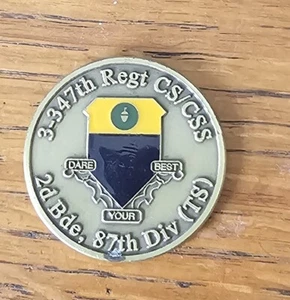 3-347th Regt CS/CSS
DARE
YOUR
BEST
2d Bde, 87th Div (TS)